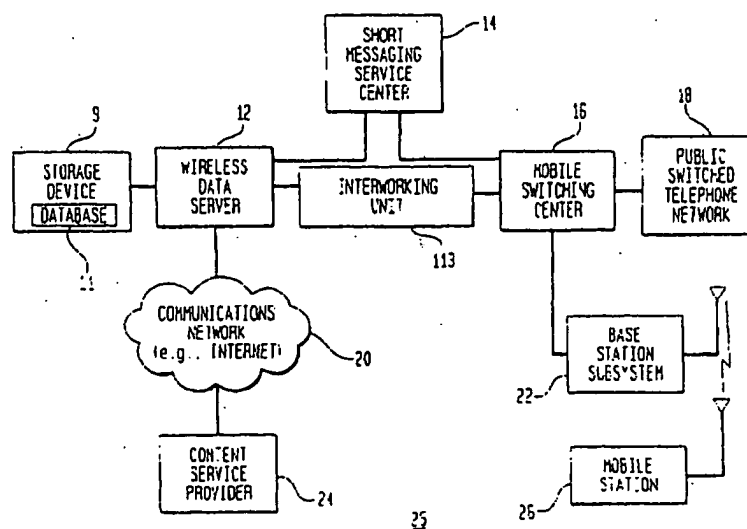 SHORT
MESSAGING
SERVICE
CENTER
14
9
STORAGE
DEVICE
DATABASE
11
12
WIRELESS
DATA
SERVER
INTERWORKING
UNIT
113
16
MOBILE
SWITCHING
CENTER
18
PUBLIC
SWITCHED
TELEPHONE
NETWORK
COMMUNICATIONS
NETWORK
(e.g., INTERNET)
20
BASE
STATION
SUBSYSTEM
22
CONTENT
SERVICE
PROVIDER
24
MOBILE
STATION
26
25